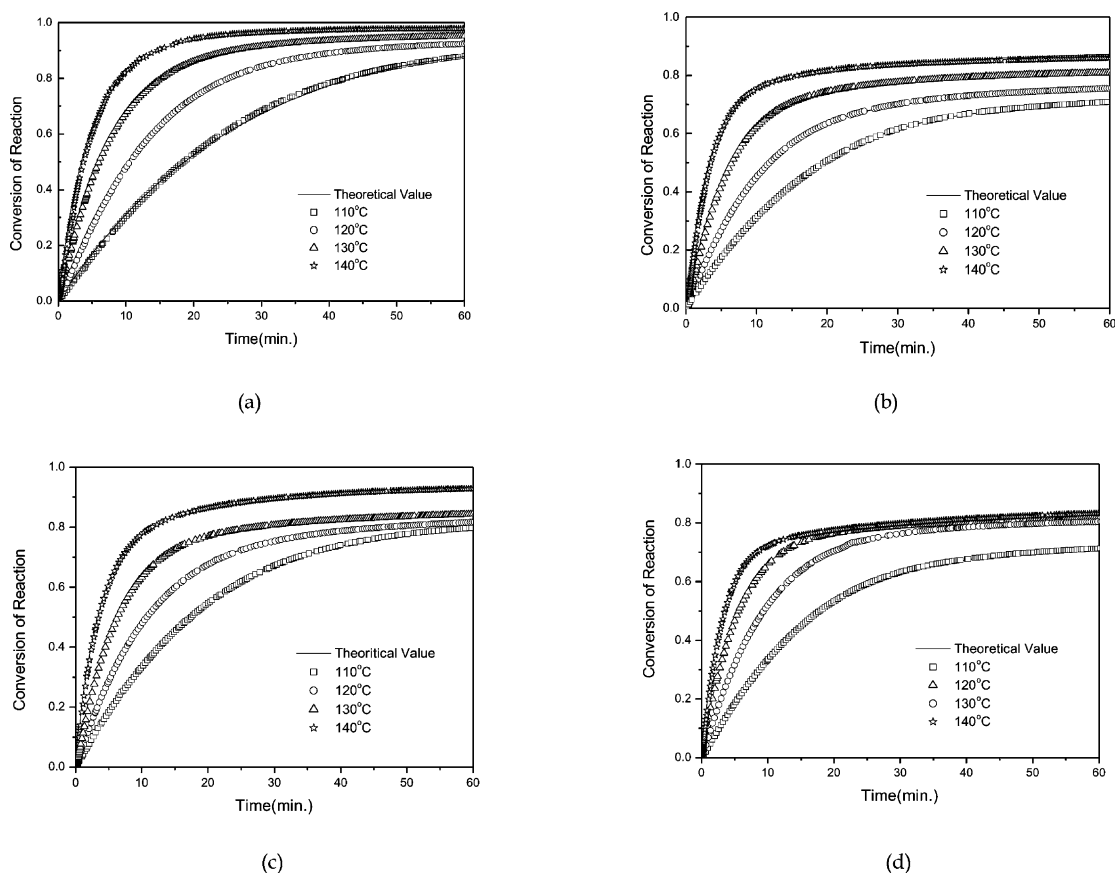 1.0
0.8
0.6
0.4
0.2
0.0
Conversion of Reaction
Theoretical Value
110°C
120°C
130°C
140°C
0 10 20 30 40 50 60
Time(min.)
(a)
1.0
0.8
0.6
0.4
0.2
0.0
Conversion of Reaction
Theoretical Value
110°C
120°C
130°C
140°C
0 10 20 30 40 50 60
Time(min.)
(b)
1.0
0.8
0.6
0.4
0.2
0.0
Conversion of Reaction
Theoritical Value
110°C
120°C
130°C
140°C
0 10 20 30 40 50 60
Time(min.)
(c)
1.0
0.8
0.6
0.4
0.2
0.0
Conversion of Reaction
Theoretical Value
110°C
120°C
130°C
140°C
0 10 20 30 40 50 60
Time(min.)
(d)